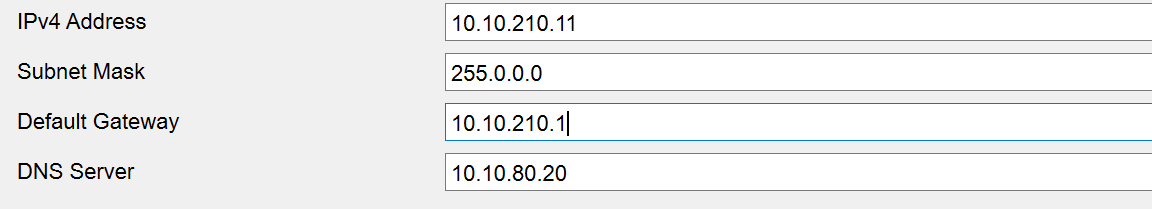 IPv4 Address 10.10.210.11
Subnet Mask 255.0.0.0
Default Gateway 10.10.210.1
DNS Server 10.10.80.20